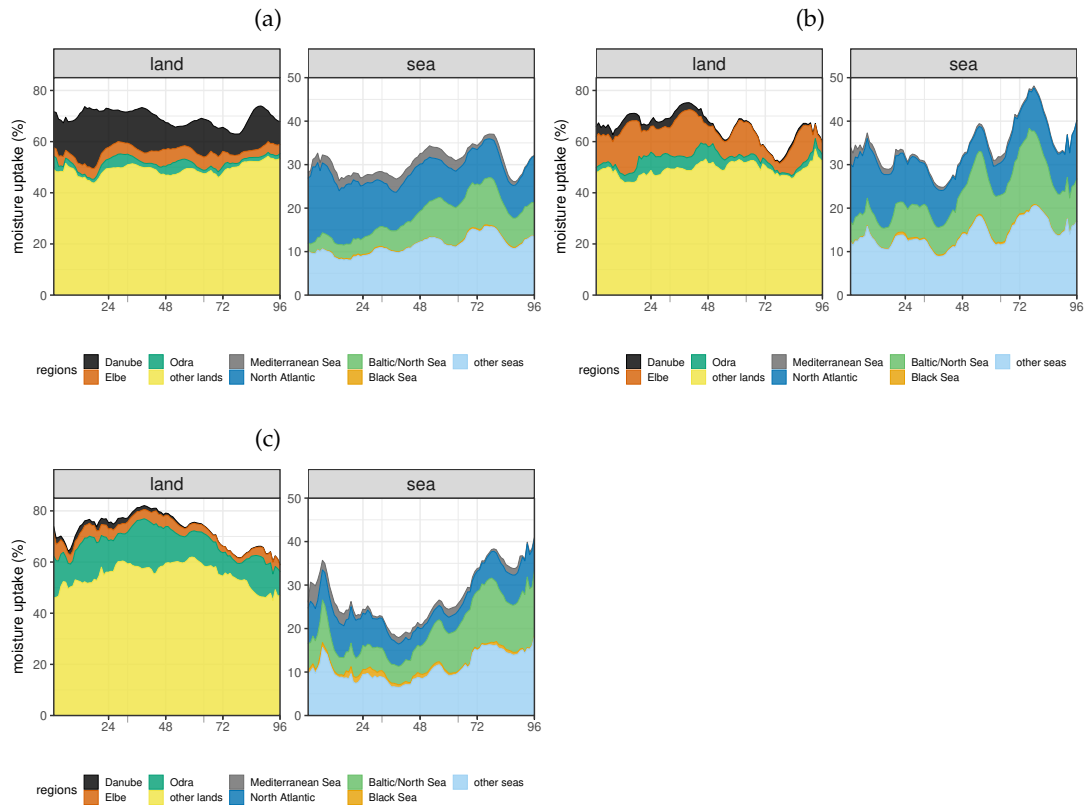 (a)
(b)
land
sea
land
sea
moisture uptake (%)
80
60
40
20
0
50
40
30
20
10
0
moisture uptake (%)
80
60
40
20
0
50
40
30
20
10
0
24 48 72 96
24 48 72 96
24 48 72 96
24 48 72 96
regions Danube Odra Mediterranean Sea Baltic/North Sea other seas
Elbe other lands North Atlantic Black Sea
regions Danube Odra Mediterranean Sea Baltic/North Sea other seas
Elbe other lands North Atlantic Black Sea
(c)
land
sea
moisture uptake (%)
80
60
40
20
0
50
40
30
20
10
0
24 48 72 96
24 48 72 96
regions Danube Odra Mediterranean Sea Baltic/North Sea other seas
Elbe other lands North Atlantic Black Sea